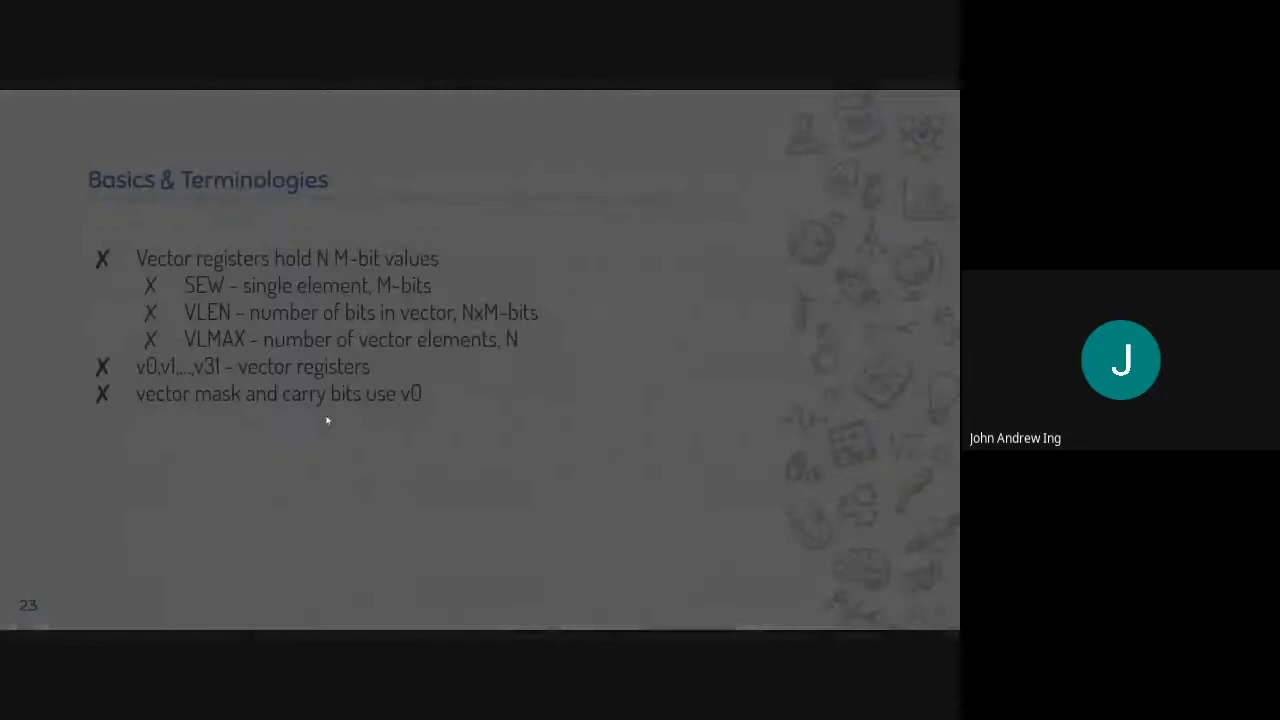 Basics & Terminologies
✗ Vector registers hold N M-bit values
✗ SEW - single element, M-bits
✗ VLEN - number of bits in vector, NxM-bits
✗ VLMAX - number of vector elements, N
✗ v0,v1,...,v31 - vector registers
✗ vector mask and carry bits use v0
23
J
John Andrew Ing